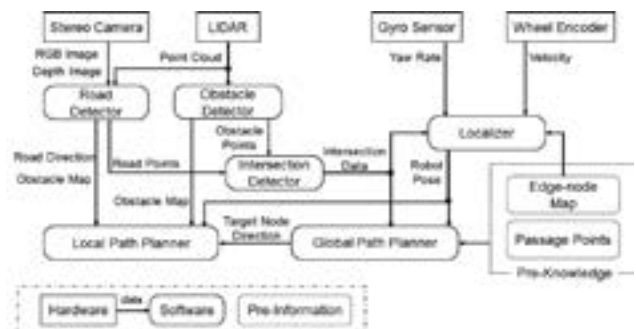 Stereo Camera
LIDAR
Gyro Sensor
Wheel Encoder
RGB Image
Depth Image
Point Cloud
Yaw Rate
Velocity
Road
Detector
Obstacle
Detector
Localizer
Obstacle
Points
Intersection
Data
Road Direction
Obstacle Map
Road Points
Intersection
Detector
Robot
Pose
Edge-node
Map
Obstacle Map
Target Node
Direction
Local Path Planner
Global Path Planner
Passage Points
Pre-Knowledge
Hardware
data
Software
Pre-Information